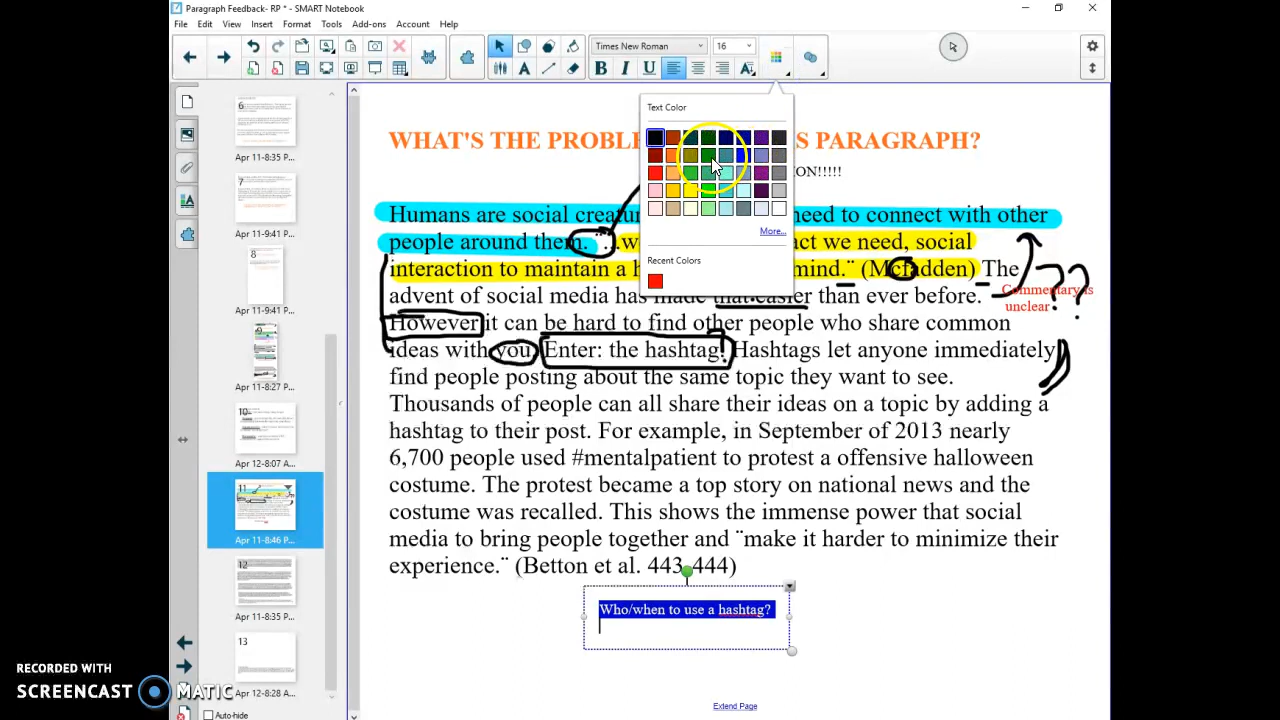 Paragraph Feedback- RP * - SMART Notebook
File Edit View Insert Format Tools Add-ons Account Help
Times New Roman 16
6
Apr 11-8:35 P...
7
Apr 11-9:41 P...
8
Apr 11-9:41 P...
9
Apr 11-8:27 P...
10
Apr 12-8:07 A...
11
Apr 11-8:46 P...
12
Apr 11-8:35 P...
13
Apr 12-8:28 A...
Auto-hide
Text Color
More...
Recent Colors
WHAT'S THE PROBLE S PARAGRAPH?
ON!!!!!
Humans are social creatu need to connect with other
people around them. ¨...w act we need, social
interaction to maintain a h mind.¨ (Mcfadden) The
advent of social media has made that easier than ever before.
Commentary is
unclear
??
However it can be hard to find other people who share common
ideas with you. Enter: the hashtag! Hashtags let anyone immediately
find people posting about the same topic they want to see.
Thousands of people can all share their ideas on a topic by adding a
hashtag to their post. For example, in September of 2013 nearly
6,700 people used #mentalpatient to protest a offensive halloween
costume. The protest became a top story on national news and the
costume was recalled. This shows the immense power that social
media to bring people together and ¨make it harder to minimize their
experience.¨ (Betton et al. 443-444)
Who/when to use a hashtag?
Extend Page
RECORDED WITH
SCREENCAST MATIC